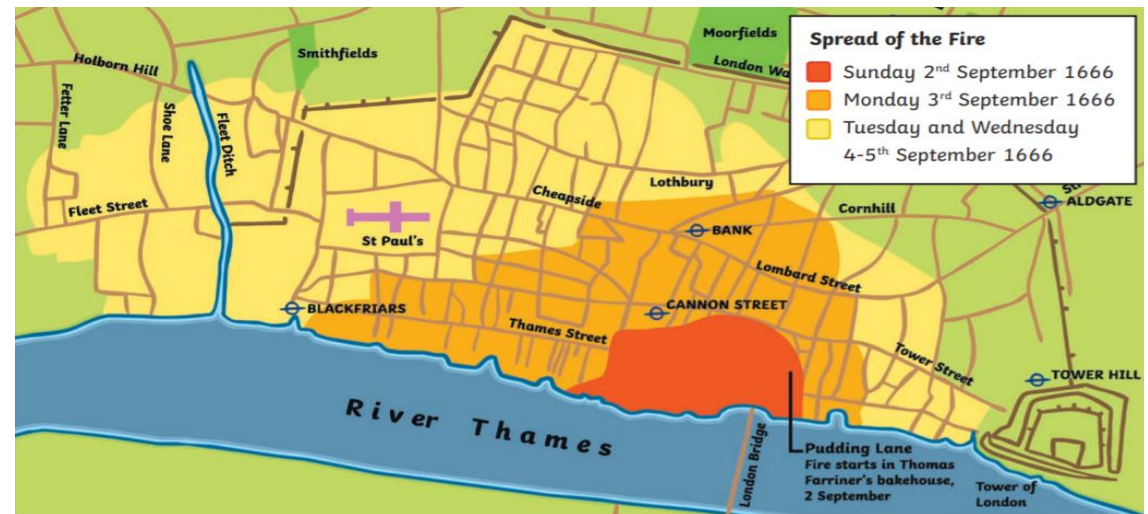 Spread of the Fire
Sunday 2nd September 1666
Monday 3rd September 1666
Tuesday and Wednesday
4-5th September 1666
Moorfields
London Wa
Smithfields
Holborn Hill
Fetter Lane
Shoe Lane
Fleet Ditch
Fleet Street
St Paul's
Cheapside
Lothbury
Cornhill
ALDGATE
BANK
Lombard Street
CANNON STREET
BLACKFRIARS
Thames Street
Tower Street
TOWER HILL
River Thames
London Bridge
Pudding Lane
Fire starts in Thomas
Farriner's bakehouse,
2 September
Tower of
London